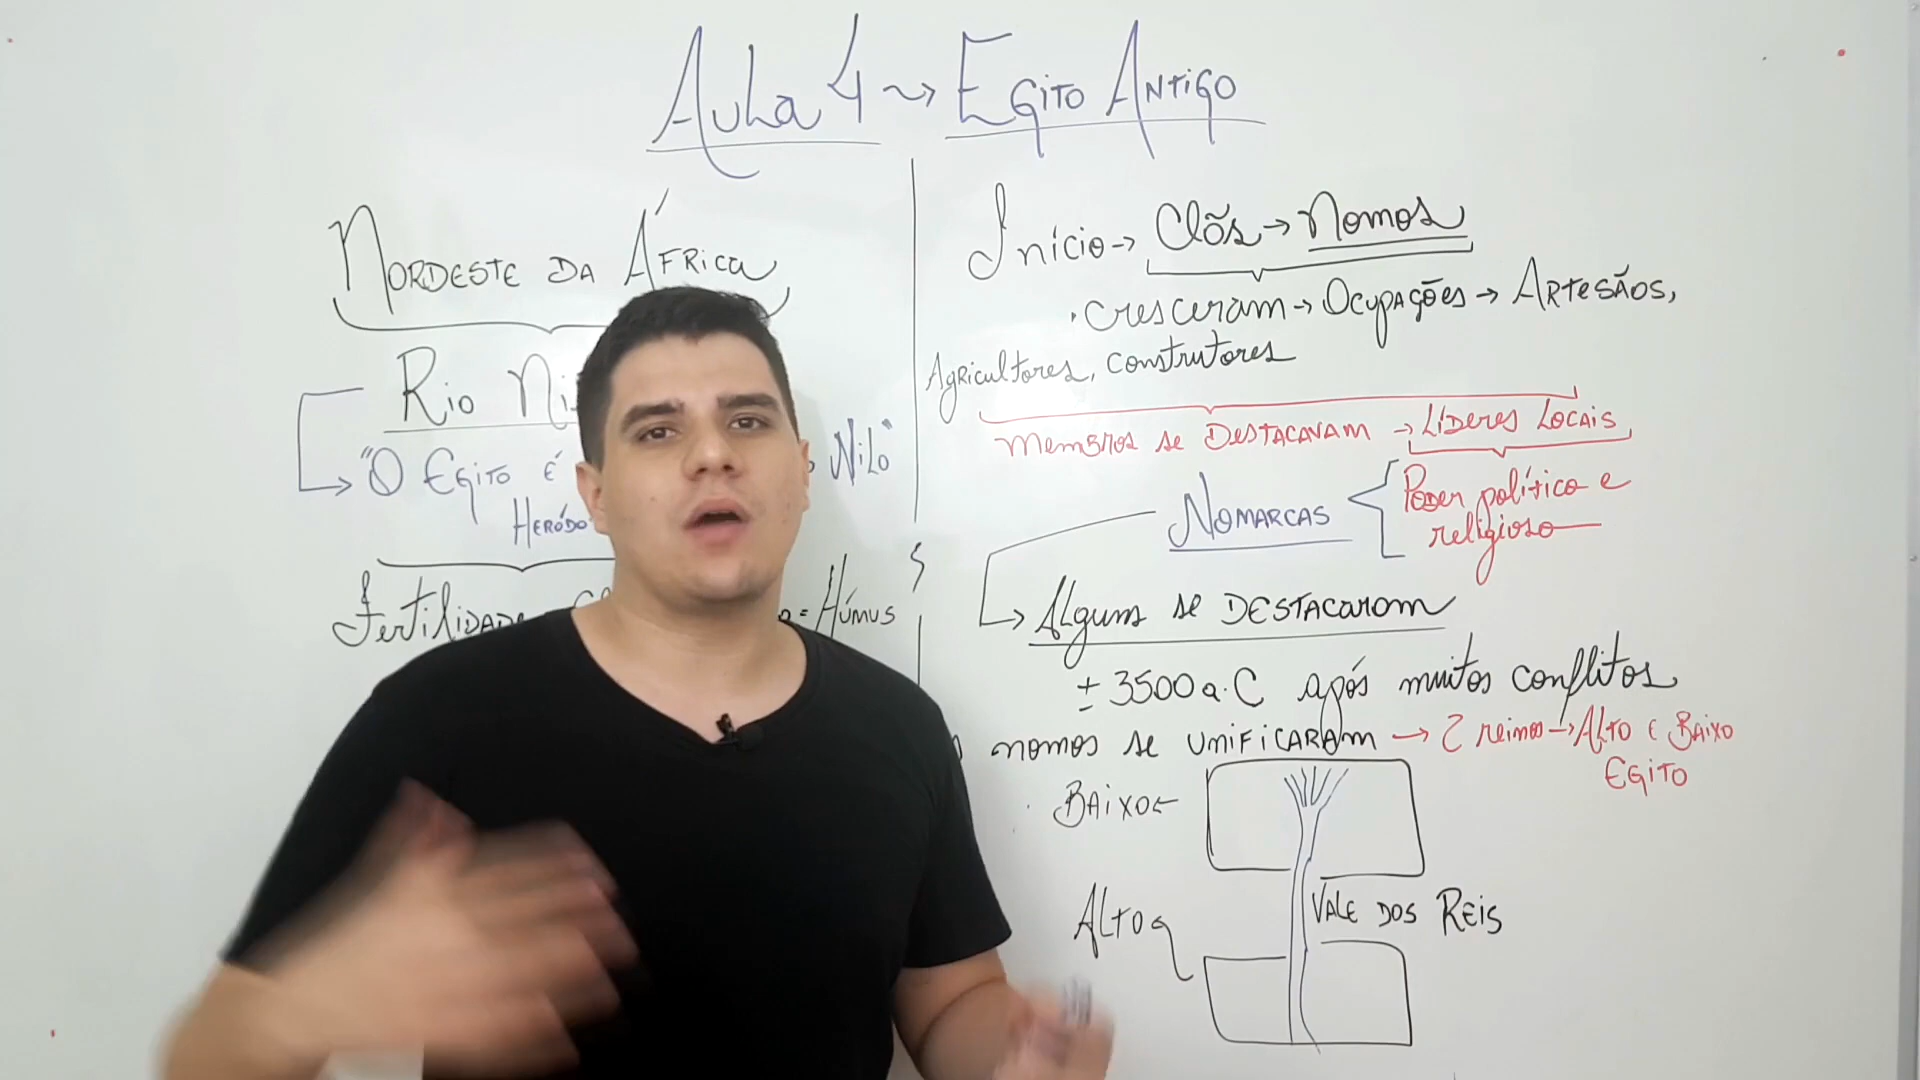 Aula 4 → Egito Antigo
Nordeste da África
Rio Ni
"O Egito é Nilo"
Heródo
Fertilidade = Húmus
Início → Clãs → Nomos
· cresceram → Ocupações → Artesãos,
Agricultores, construtores
Membros se destacavam → Líderes Locais
Nomarcas
Poder político e
religioso
Alguns se destacaram
± 3500 a.C após muitos conflitos
nomos se unificaram → 2 reinos → Alto e Baixo
Egito
Baixo
Alto
Vale dos Reis